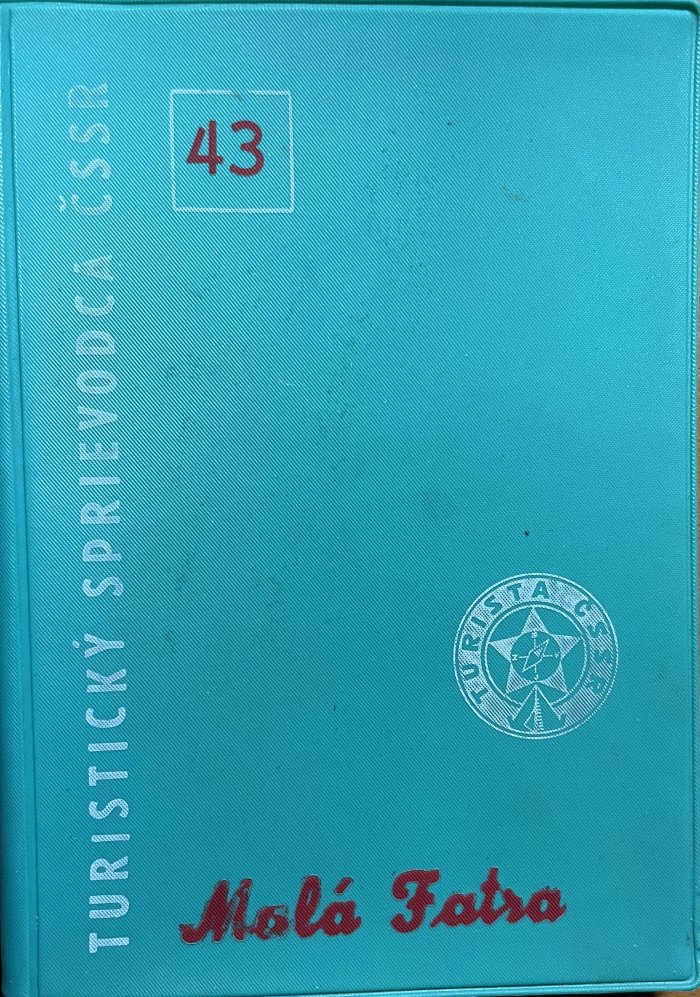 TURISTICKÝ SPRIEVODCA ČSSR
43
TURISTA ČSSR
S
Z V
J
Malá Fatra